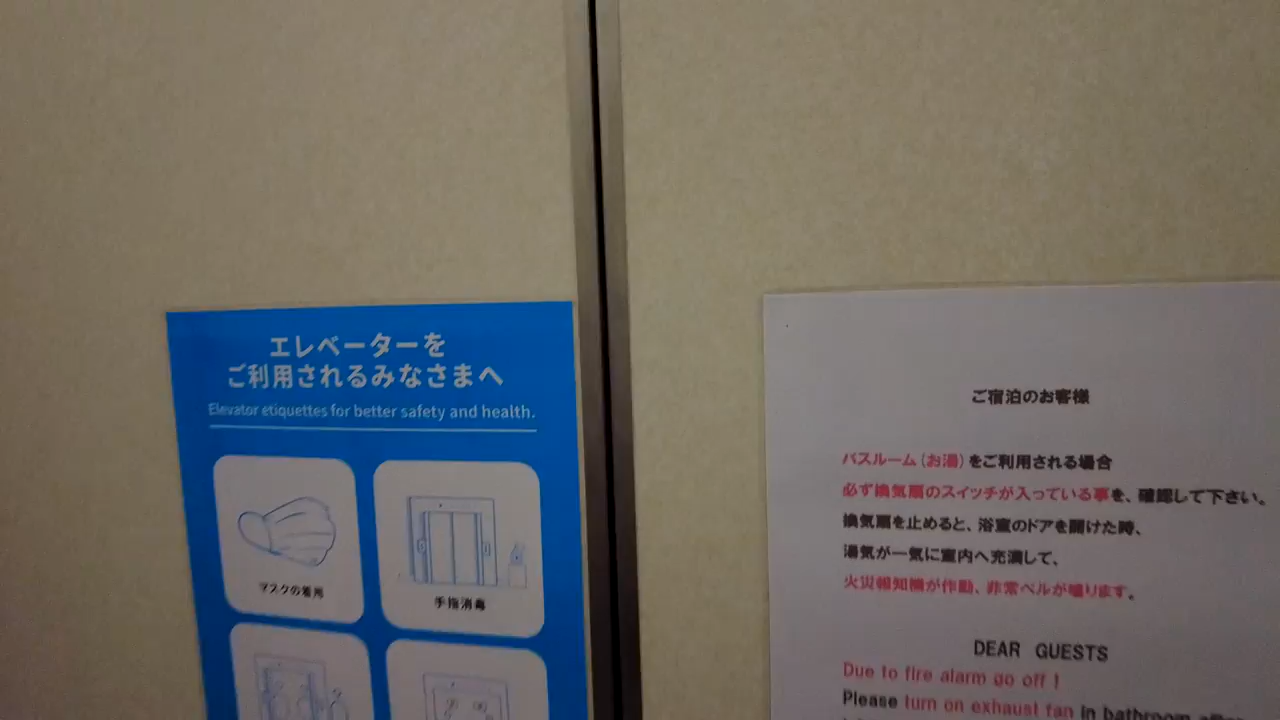 エレベーターを
ご利用されるみなさまへ
Elevator etiquettes for better safety and health.
マスクの着用
手指消毒
ご宿泊のお客様
バスルーム(お湯)をご利用される場合
必ず換気扇のスイッチが入っている事を、確認して下さい。
換気扇を止めると、浴室のドアを開けた時、
湯気が一気に室内へ充満して、
火災報知機が作動、非常ベルが鳴ります。
DEAR GUESTS
Due to fire alarm go off !
Please turn on exhaust fan in bathroom